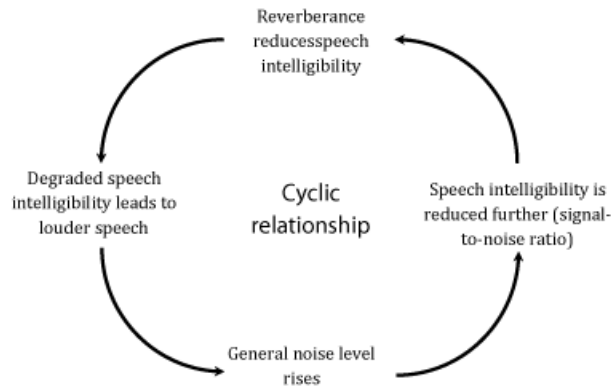 Reverberance
reducesspeech
intelligibility
Degraded speech
intelligibility leads to
louder speech
Cyclic
relationship
Speech intelligibility is
reduced further (signal-
to-noise ratio)
General noise level
rises